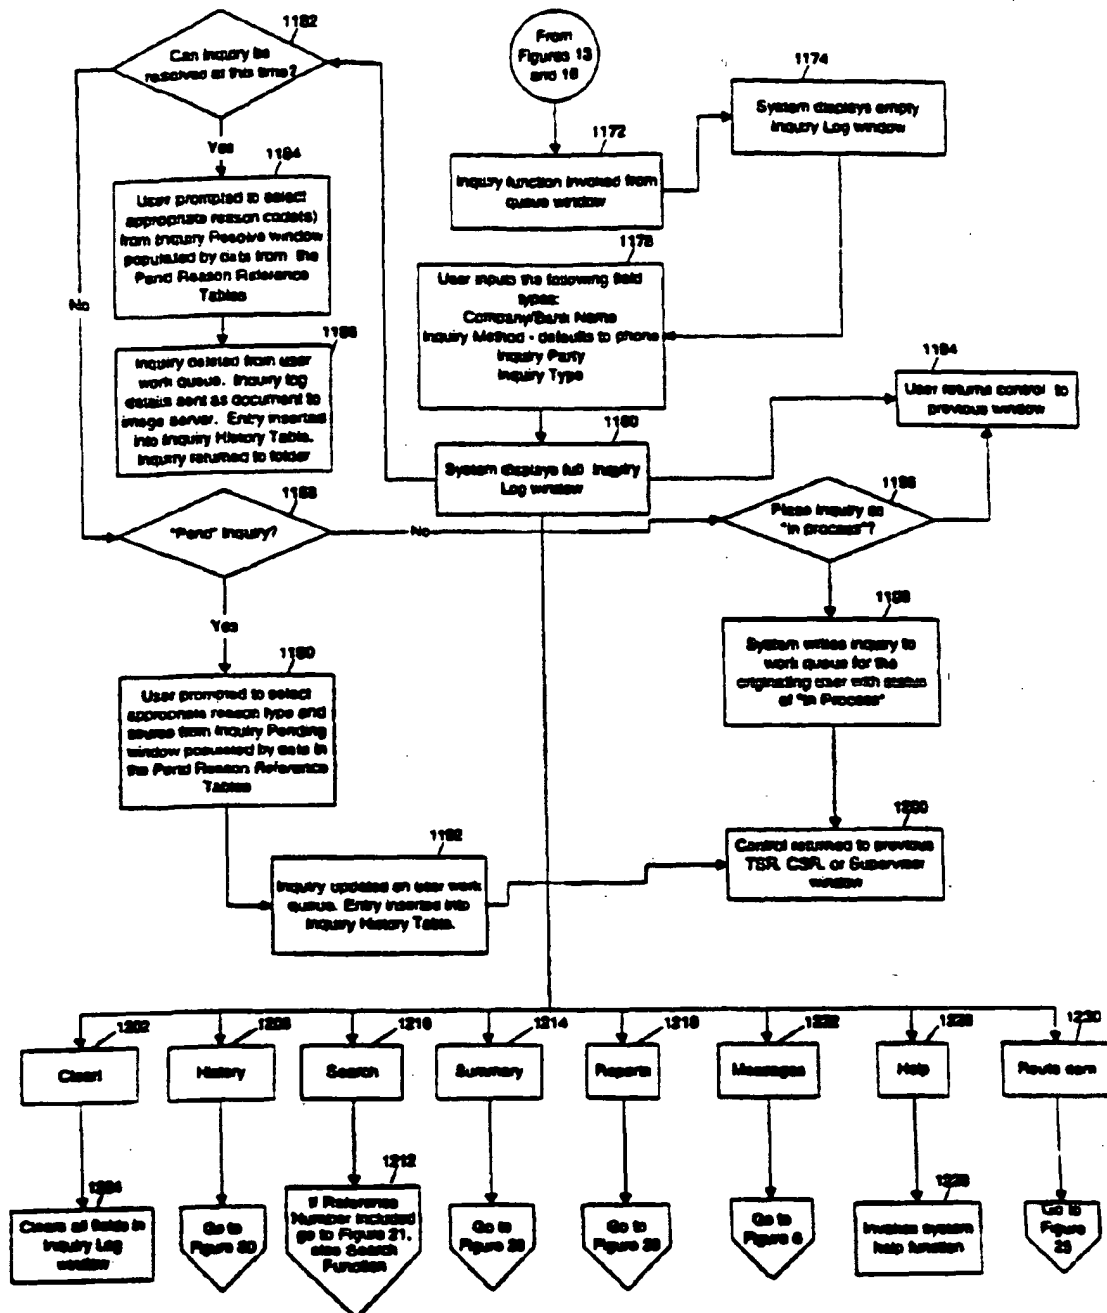 1182
Can inquiry be
resolved at this time?
From
Figures 13
and
1174
System displays empty
Inquiry Log window
1172
Inquiry function invoked from
queue window
Yes
1184
User prompted to select
appropriate reason code(s)
from Inquiry Resolve window
populated by data from the
Pend Reason Reference
Tables
No
1178
User inputs the following field
types:
Company/Bank Name
Inquiry Method - defaults to phone
Inquiry Party
Inquiry Type
1186
Inquiry deleted from user
work queue. Inquiry log
details sent as document to
image server. Entry inserted
into Inquiry History Table.
Inquiry returned to folder
1194
User returns control to
previous window
1180
System displays full Inquiry
Log window
1188
"Pend" Inquiry?
No
1196
Place inquiry as
"in process"?
Yes
1198
System writes inquiry to
work queue for the
originating user with status
of "In Process"
1190
User prompted to select
appropriate reason type and
source from Inquiry Pending
window populated by data in
the Pend Reason Reference
Tables
1192
Inquiry updated on user work
queue. Entry inserted into
Inquiry History Table.
1200
Control returned to previous
TSR, CSR, or Supervisor
window
1202
Clear
1208
History
1210
Search
1214
Summary
1218
Reports
1222
Messages
Help
1230
Route
Clears all fields in
Inquiry Log
window
Go to
Figure
1212
If Reference
Number included
go to Figure 21,
else Search
Function
Go to
Figure
Go to
Figure
Go to
Figure
Invokes system
help function
Go to
Figure